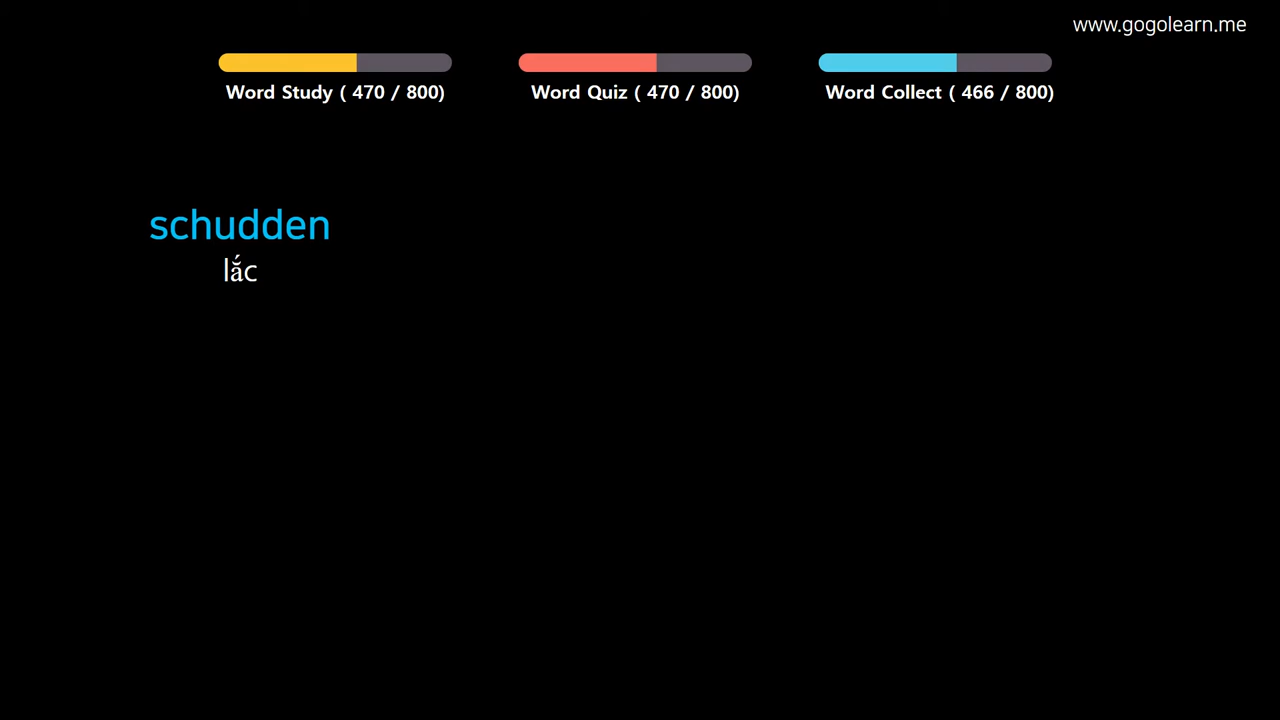 www.gogolearn.me
Word Study ( 470 / 800)
Word Quiz ( 470 / 800)
Word Collect ( 466 / 800)
schudden
lắc